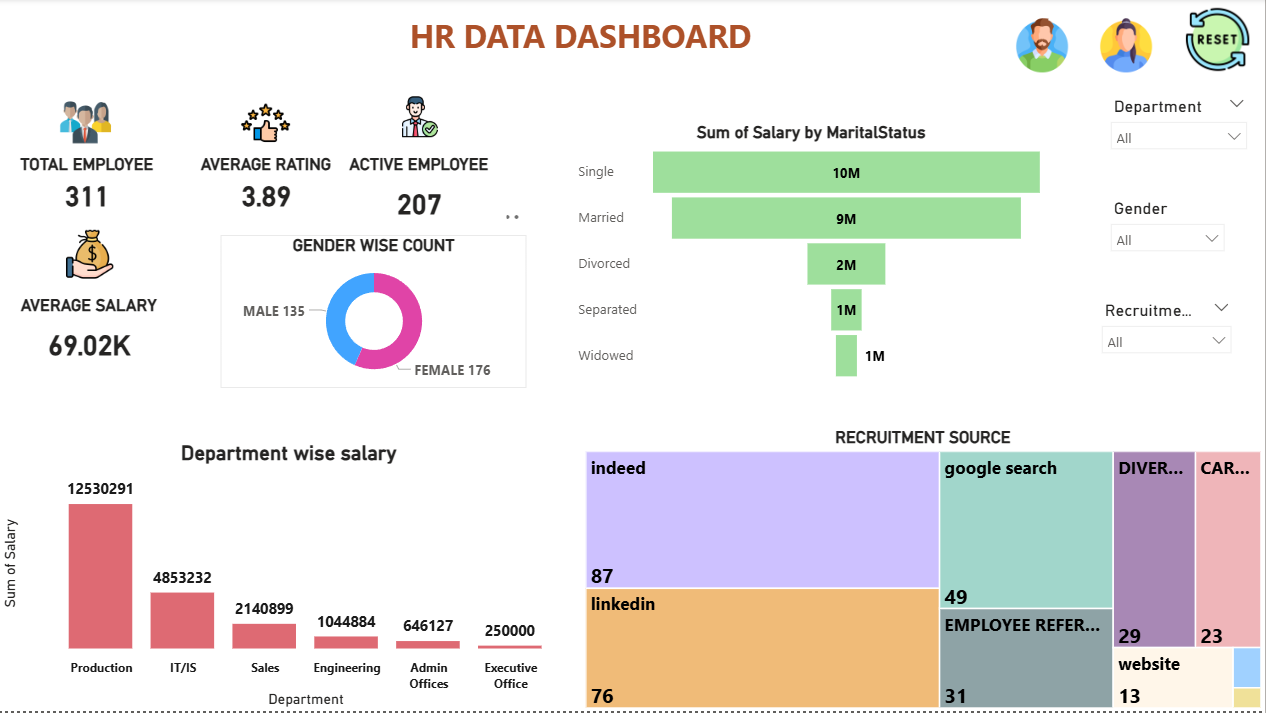 HR DATA DASHBOARD
RESET
TOTAL EMPLOYEE
311
AVERAGE RATING
3.89
ACTIVE EMPLOYEE
207
AVERAGE SALARY
69.02K
GENDER WISE COUNT
MALE 135
FEMALE 176
Sum of Salary by MaritalStatus
Single
10M
Married
9M
Divorced
2M
Separated
1M
Widowed
1M
Department
All
Gender
All
Recruitme...
All
Department wise salary
Sum of Salary
12530291
4853232
2140899
1044884
646127
250000
Production
IT/IS
Sales
Engineering
Admin
Offices
Executive
Office
Department
RECRUITMENT SOURCE
indeed
87
linkedin
76
google search
49
EMPLOYEE REFER...
31
DIVER...
29
CAR...
23
website
13